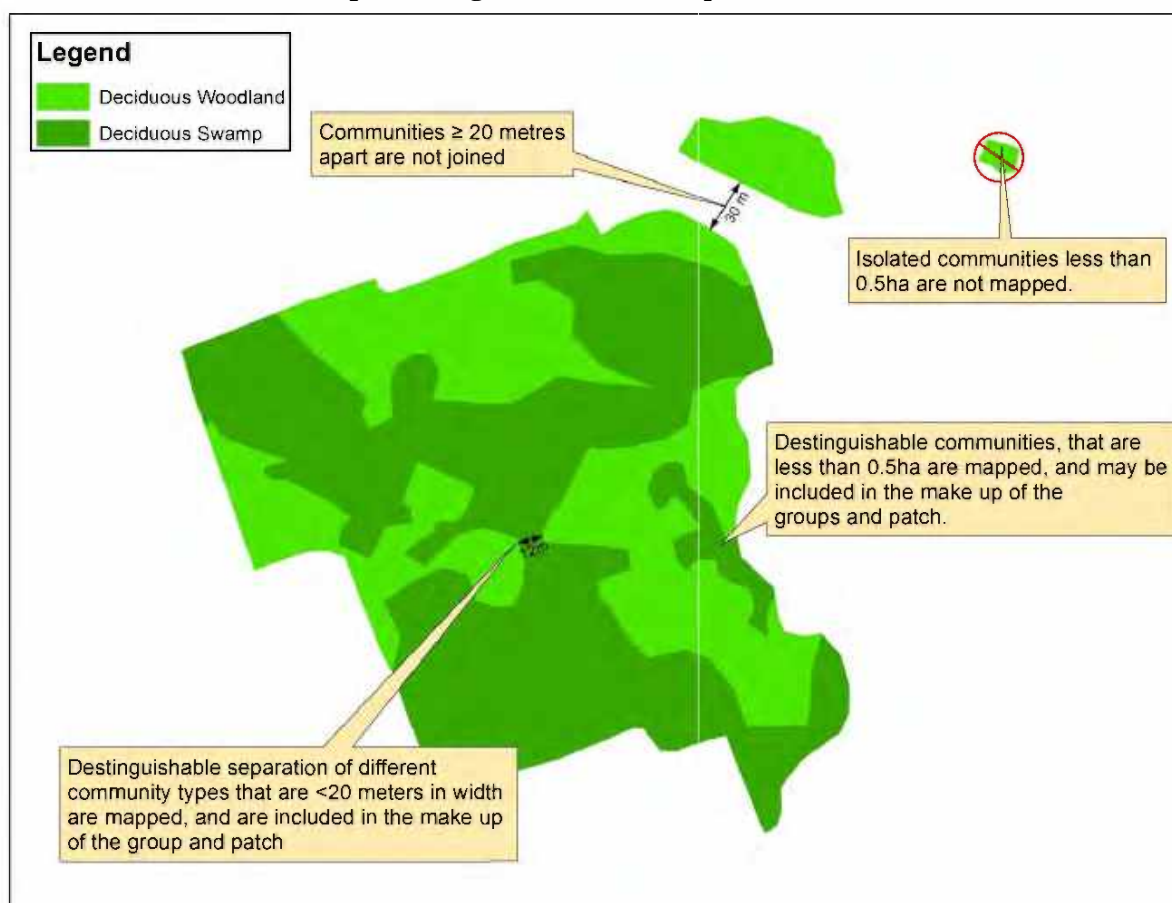 Legend
Deciduous Woodland
Deciduous Swamp
Communities ≥ 20 metres
apart are not joined
30 m
Isolated communities less than
0.5ha are not mapped.
Destinguishable communities, that are
less than 0.5ha are mapped, and may be
included in the make up of the
groups and patch.
12m
Destinguishable separation of different
community types that are <20 meters in width
are mapped, and are included in the make up
of the group and patch